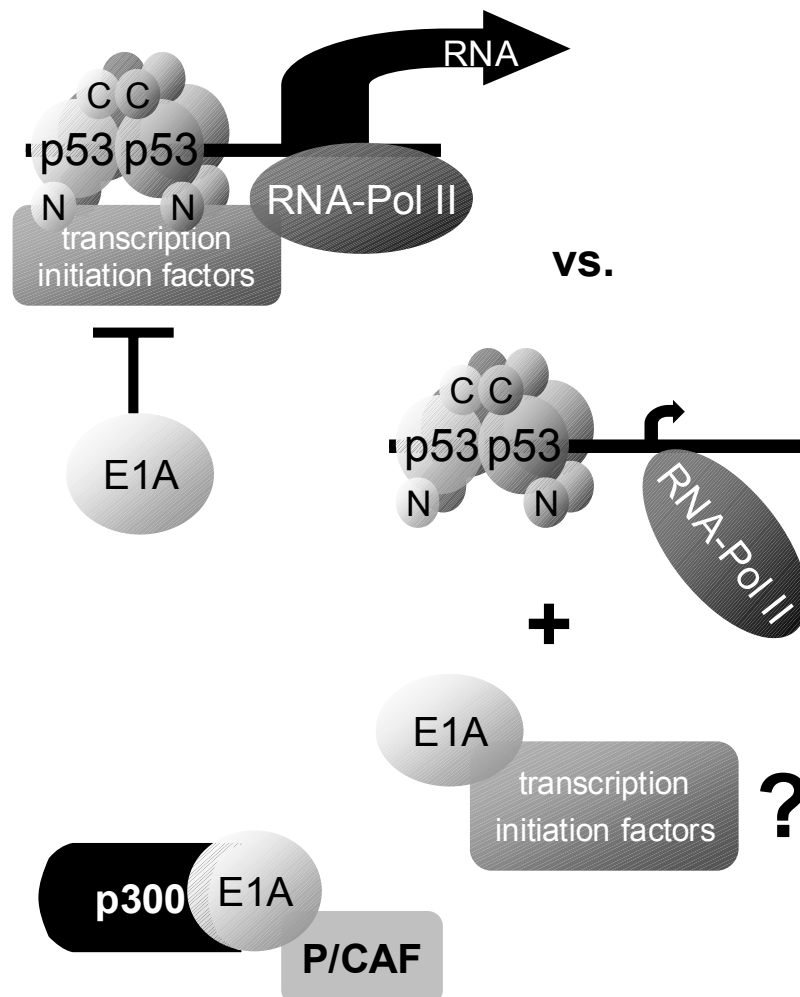 RNA
C C
p53 p53
N N
RNA-Pol II
transcription
initiation factors
vs.
E1A
C C
p53 p53
N N
RNA-Pol II
+
E1A
transcription
initiation factors
?
p300
E1A
P/CAF